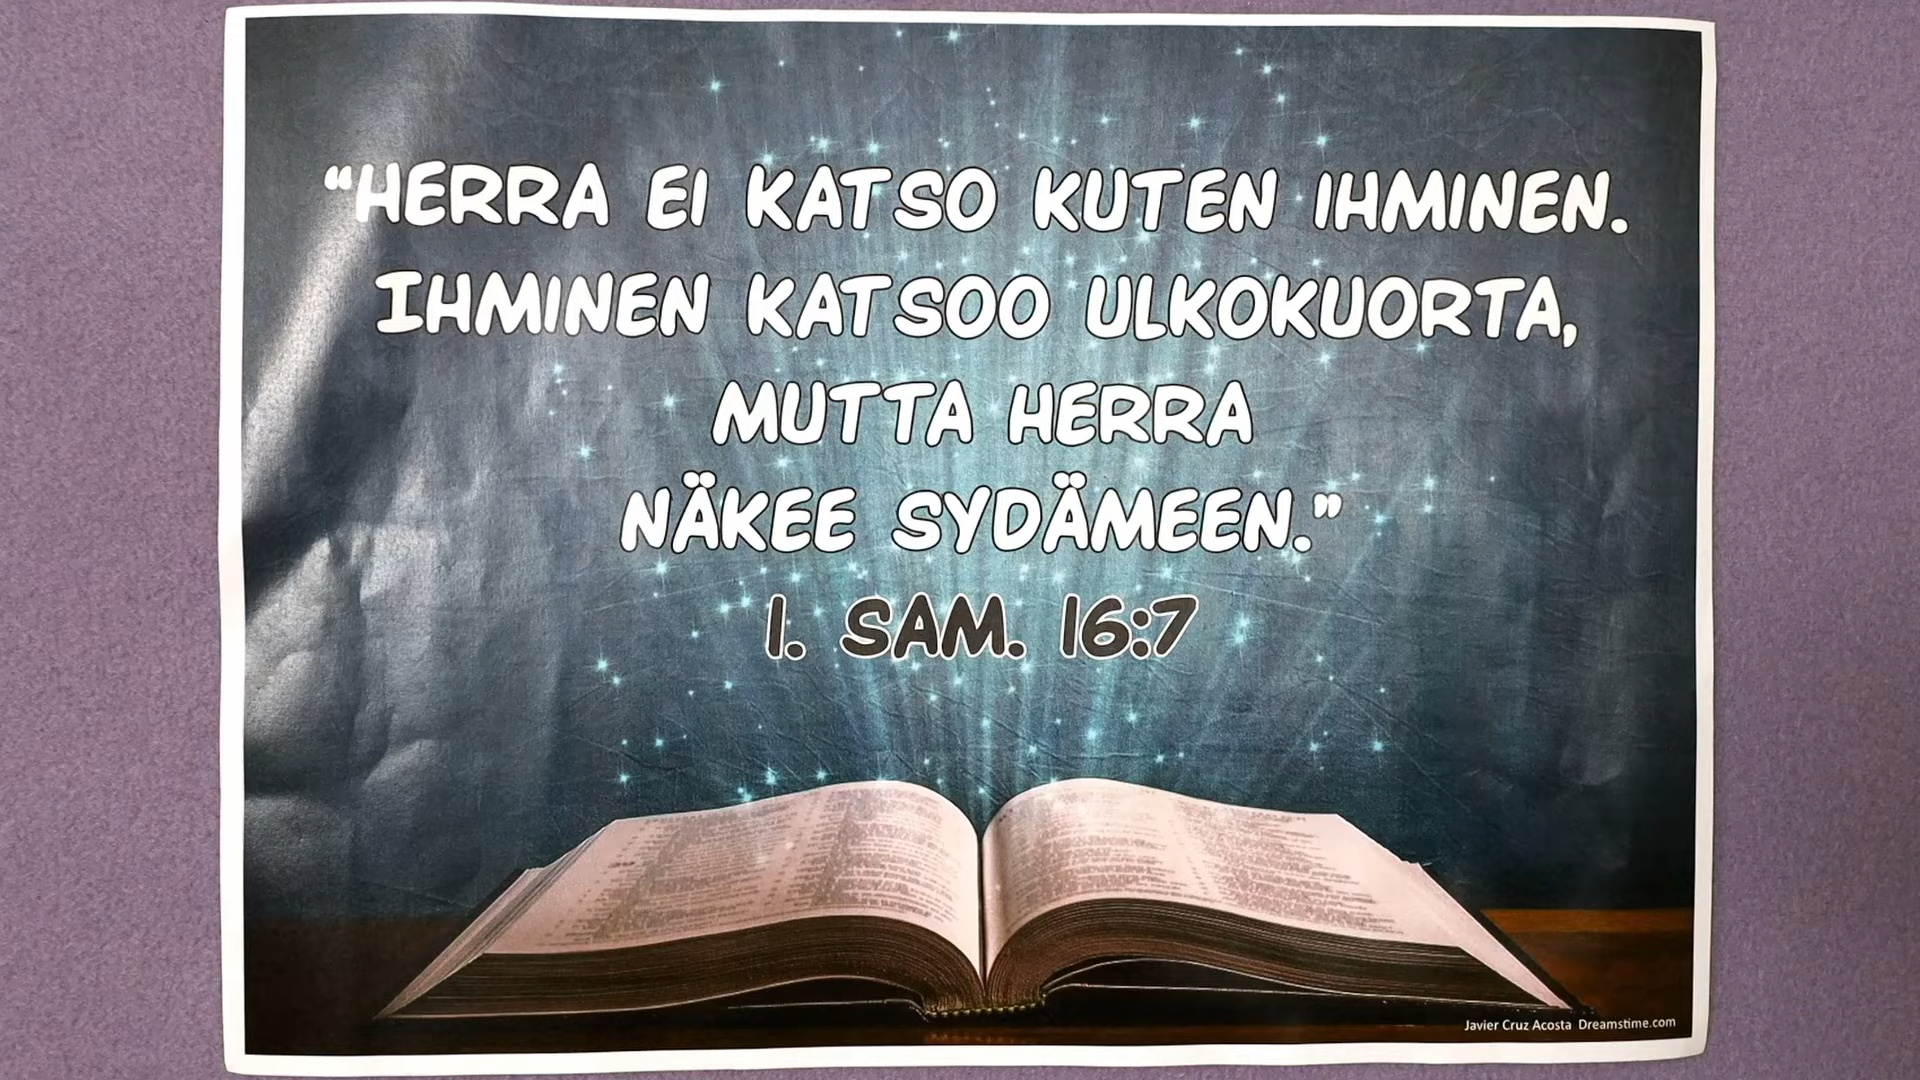 “HERRA EI KATSO KUTEN IHMINEN.
IHMINEN KATSOO ULKOKUORTA,
MUTTA HERRA
NÄKEE SYDÄMEEN.”
1. SAM. 16:7
Javier Cruz Acosta Dreamstime.com